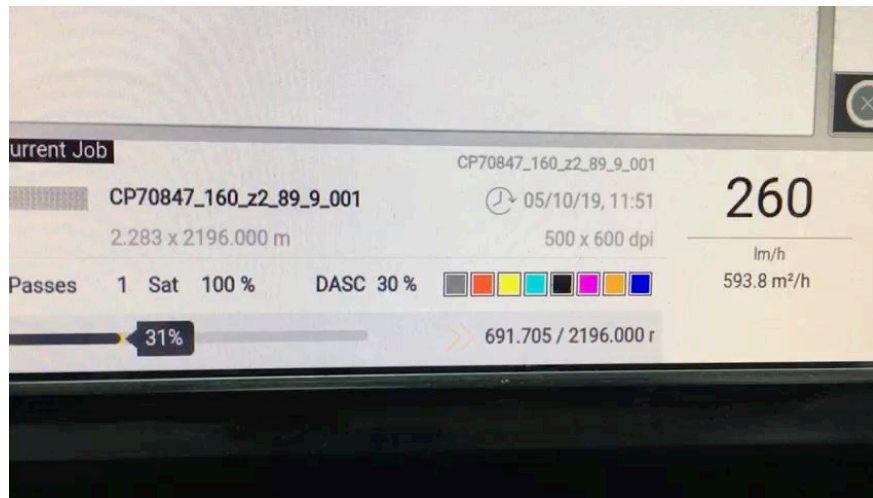 urrent Job
CP70847_160_z2_89_9_001
CP70847_160_z2_89_9_001
05/10/19, 11:51
2.283 x 2196.000 m
500 x 600 dpi
Passes 1 Sat 100 % DASC 30 %
31%
691.705 / 2196.000 r
260
lm/h
593.8 m²/h